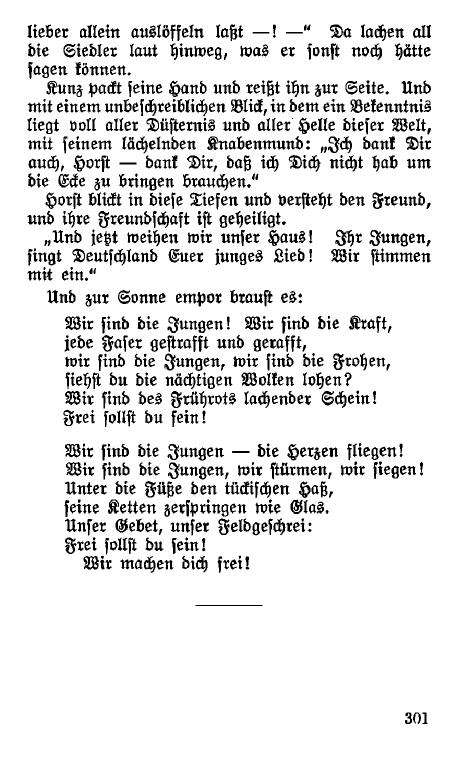 lieber allein auslöffeln laßt —! —“ Da lachen all
die Siedler laut hinweg, was er sonst noch hätte
sagen können.
Kunz packt seine Hand und reißt ihn zur Seite. Und
mit einem unbeschreiblichen Blick, in dem ein Bekenntnis
liegt voll aller Düsternis und aller Helle dieser Welt,
mit seinem lächelnden Knabenmund: „Ich dank Dir
auch, Horst — dank Dir, daß ich Dich nicht hab um
die Ecke zu bringen brauchen.“
Horst blickt in diese Tiefen und versteht den Freund,
und ihre Freundschaft ist geheiligt.
„Und jetzt weihen wir unser Haus! Ihr Jungen,
singt Deutschland Euer junges Lied! Wir stimmen
mit ein.“
Und zur Sonne empor braust es:
Wir sind die Jungen! Wir sind die Kraft,
jede Faser gestrafft und gerafft,
wir sind die Jungen, wir sind die Frohen,
siehst du die nächtigen Wolken lohen?
Wir sind des Frührots lachender Schein!
Frei sollst du sein!
Wir sind die Jungen — die Herzen fliegen!
Wir sind die Jungen, wir stürmen, wir siegen!
Unter die Füße den tückischen Haß,
seine Ketten zerspringen wie Glas.
Unser Gebet, unser Feldgeschrei:
Frei sollst du sein!
Wir machen dich frei!
301